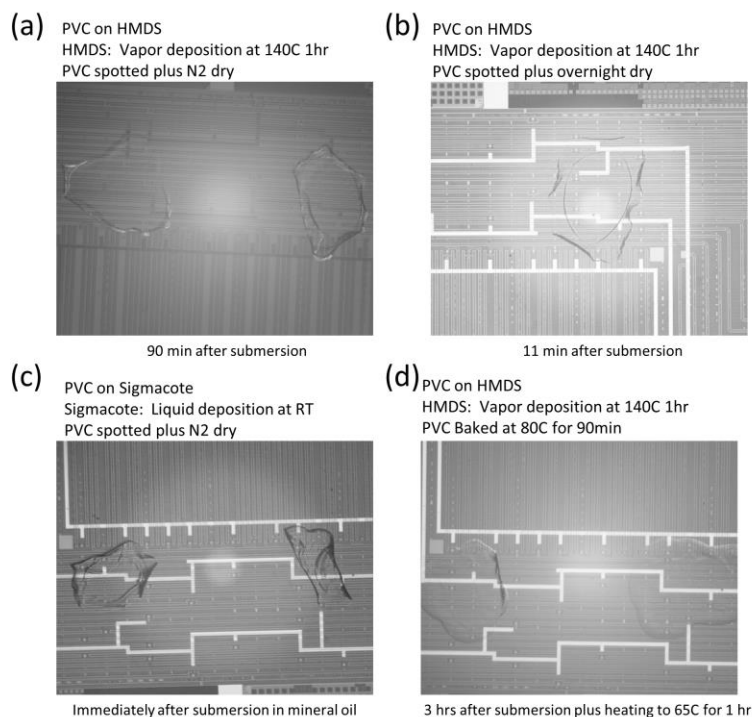 (a)
PVC on HMDS
HMDS: Vapor deposition at 140C 1hr
PVC spotted plus N2 dry
90 min after submersion
(b)
PVC on HMDS
HMDS: Vapor deposition at 140C 1hr
PVC spotted plus overnight dry
11 min after submersion
(c)
PVC on Sigmacote
Sigmacote: Liquid deposition at RT
PVC spotted plus N2 dry
Immediately after submersion in mineral oil
(d)
PVC on HMDS
HMDS: Vapor deposition at 140C 1hr
PVC Baked at 80C for 90min
3 hrs after submersion plus heating to 65C for 1 hr